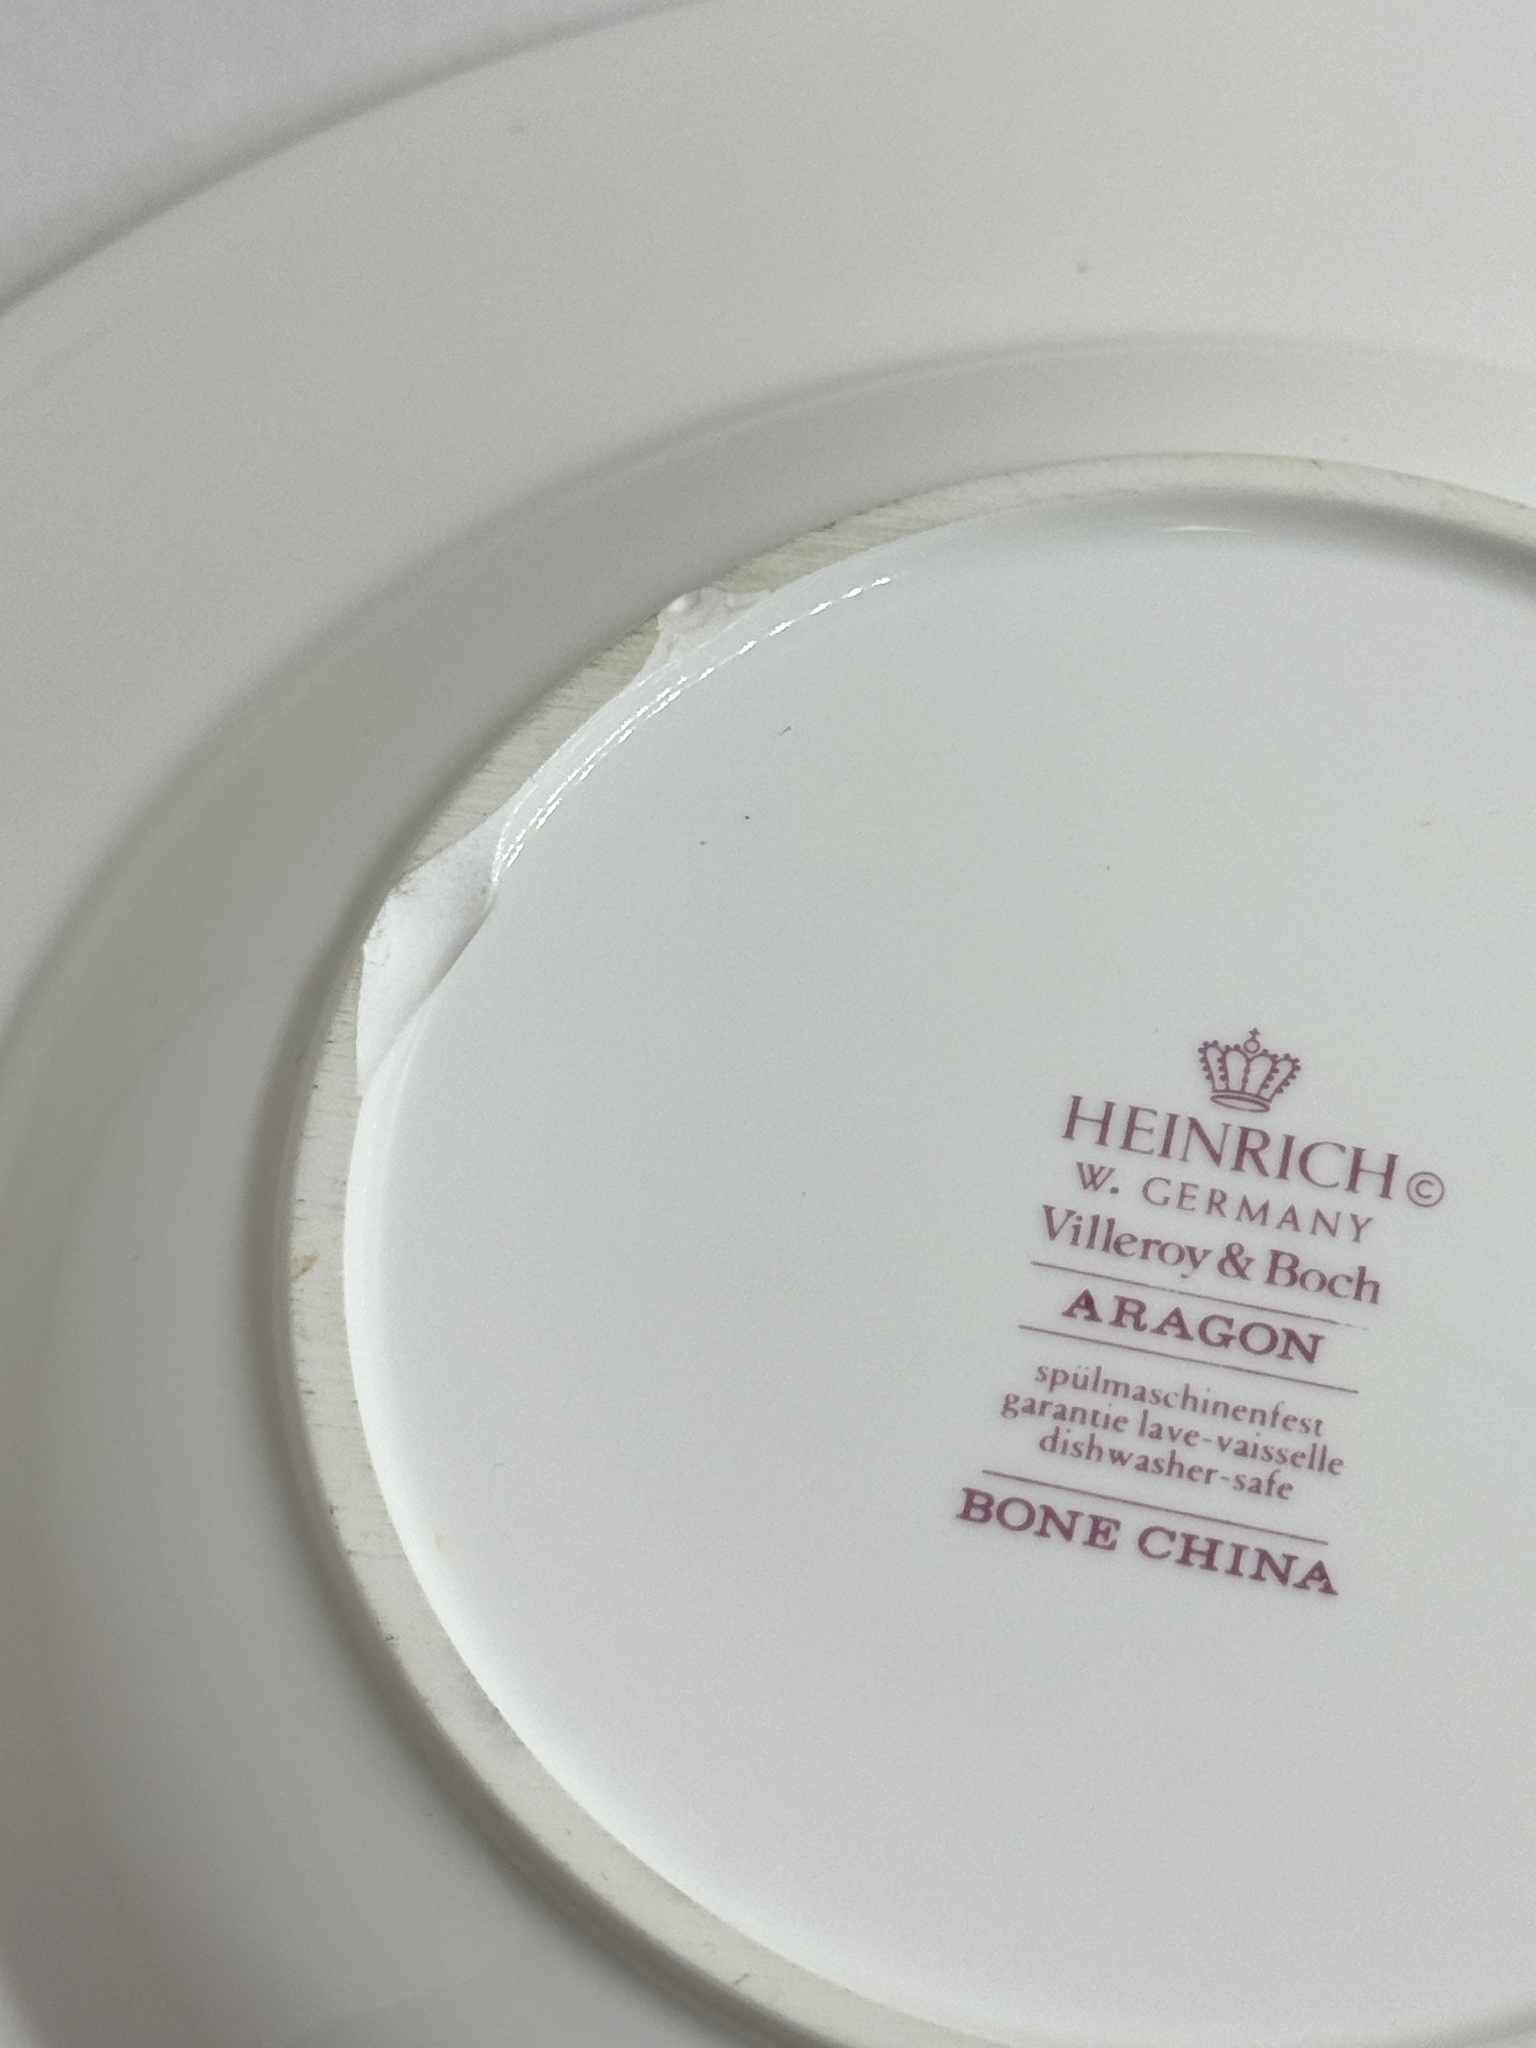 HEINRICH ©
W. GERMANY
Villeroy & Boch
ARAGON
spülmaschinenfest
garantie lave-vaisselle
dishwasher-safe
BONE CHINA